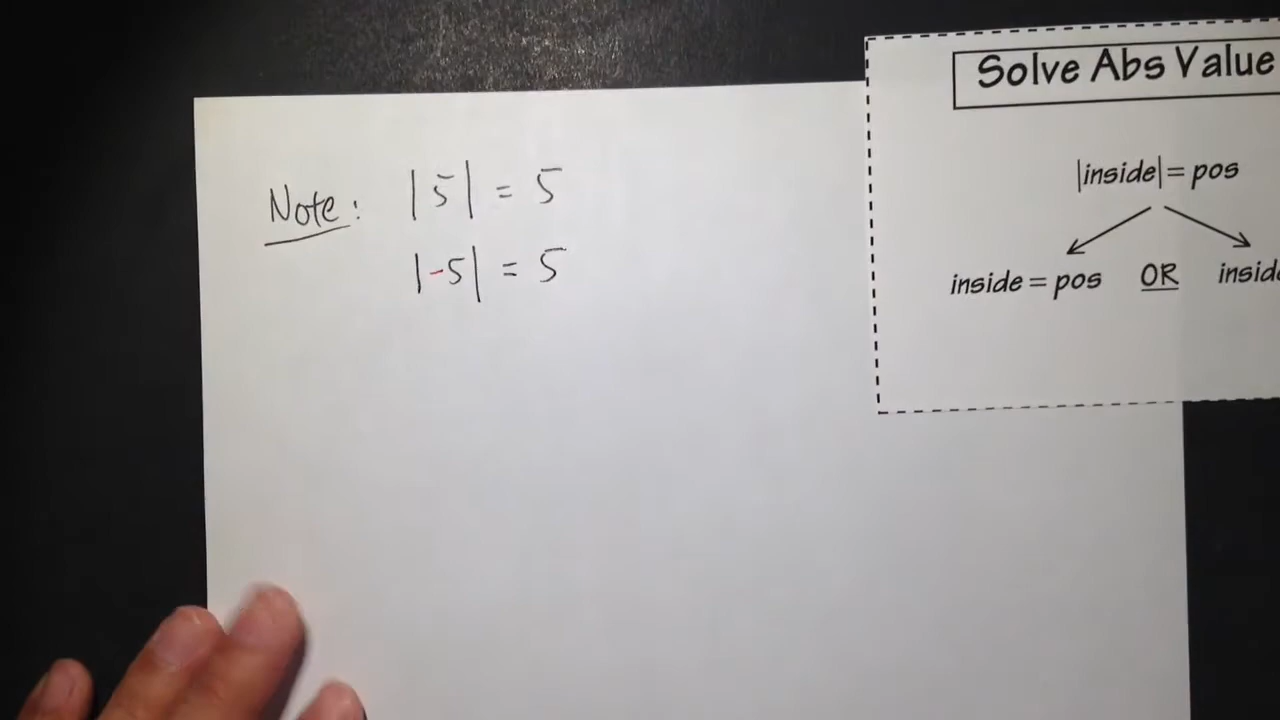 Note: |5| = 5
|-5| = 5
Solve Abs Value
|inside| = pos
inside = pos OR